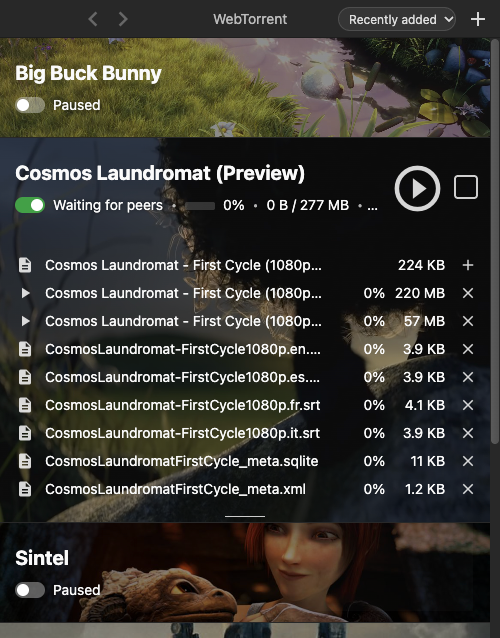 WebTorrent
Recently added
Big Buck Bunny
Paused
Cosmos Laundromat (Preview)
Waiting for peers • 0% • 0 B / 277 MB • ...
Cosmos Laundromat - First Cycle (1080p... 224 KB
Cosmos Laundromat - First Cycle (1080p... 0% 220 MB
Cosmos Laundromat - First Cycle (1080p... 0% 57 MB
CosmosLaundromat-FirstCycle1080p.en.... 0% 3.9 KB
CosmosLaundromat-FirstCycle1080p.es.... 0% 3.9 KB
CosmosLaundromat-FirstCycle1080p.fr.srt 0% 4.1 KB
CosmosLaundromat-FirstCycle1080p.it.srt 0% 3.9 KB
CosmosLaundromatFirstCycle_meta.sqlite 0% 11 KB
CosmosLaundromatFirstCycle_meta.xml 0% 1.2 KB
Sintel
Paused